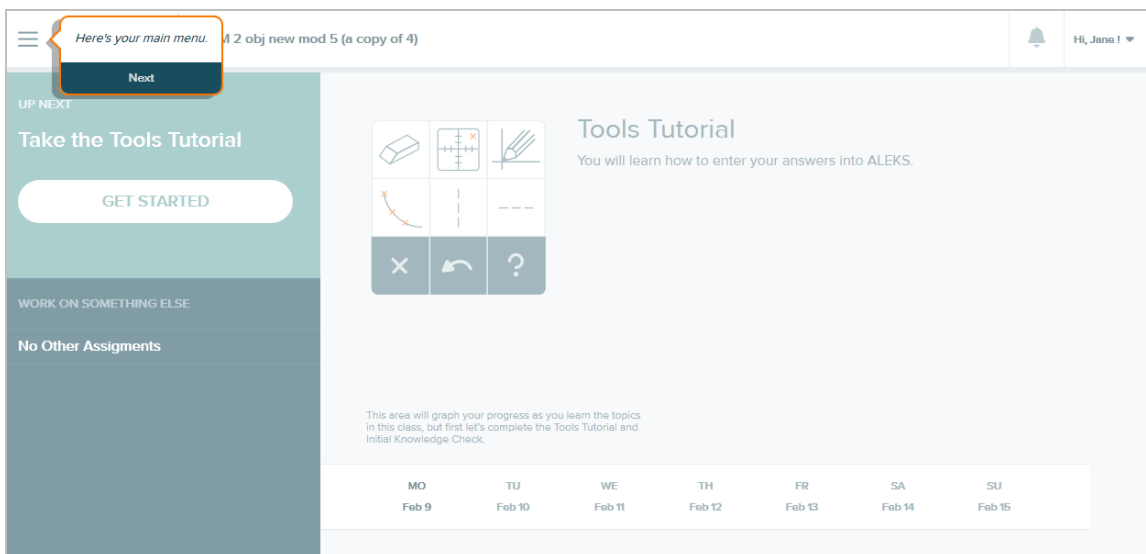 Here's your main menu.
Next
M 2 obj new mod 5 (a copy of 4)
Hi, Jane !
UP NEXT
Take the Tools Tutorial
GET STARTED
WORK ON SOMETHING ELSE
No Other Assigments
Tools Tutorial
You will learn how to enter your answers into ALEKS.
?
This area will graph your progress as you learn the topics
in this class, but first let's complete the Tools Tutorial and
Initial Knowledge Check.
MO TU WE TH FR SA SU
Feb 9 Feb 10 Feb 11 Feb 12 Feb 13 Feb 14 Feb 15